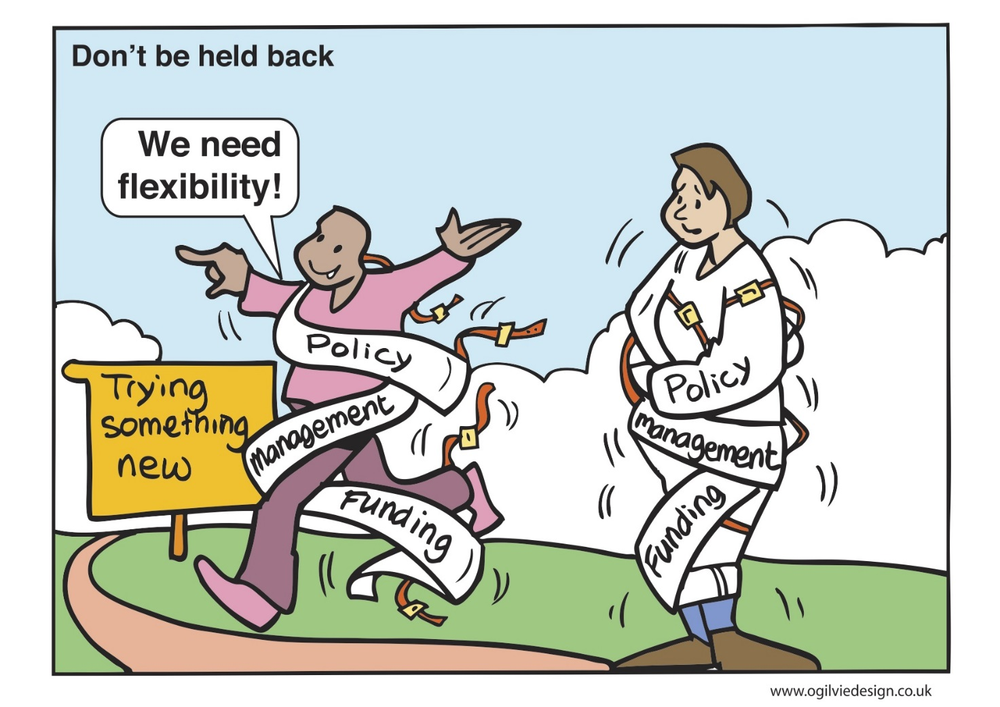 Don't be held back
We need
flexibility!
Trying
something
new
Policy
management
Funding
Policy
management
Funding
www.ogilviedesign.co.uk